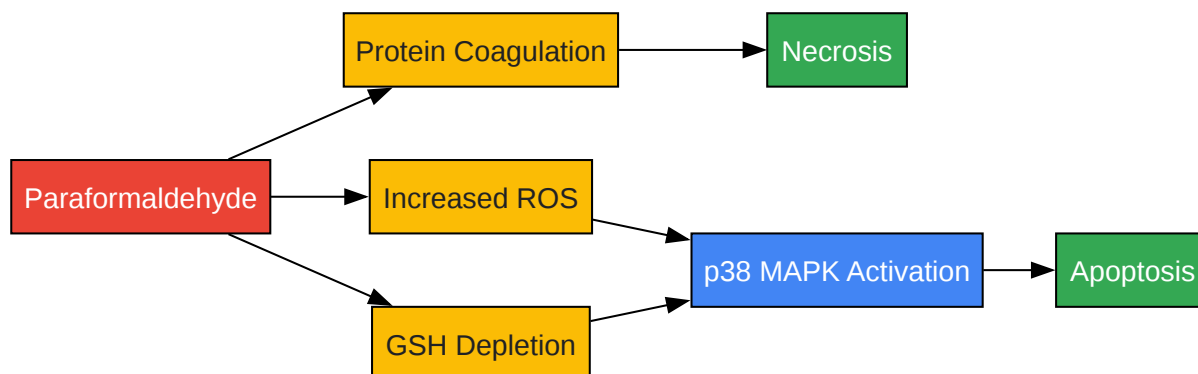 Protein Coagulation
Necrosis
Paraformaldehyde
Increased ROS
p38 MAPK Activation
Apoptosis
GSH Depletion